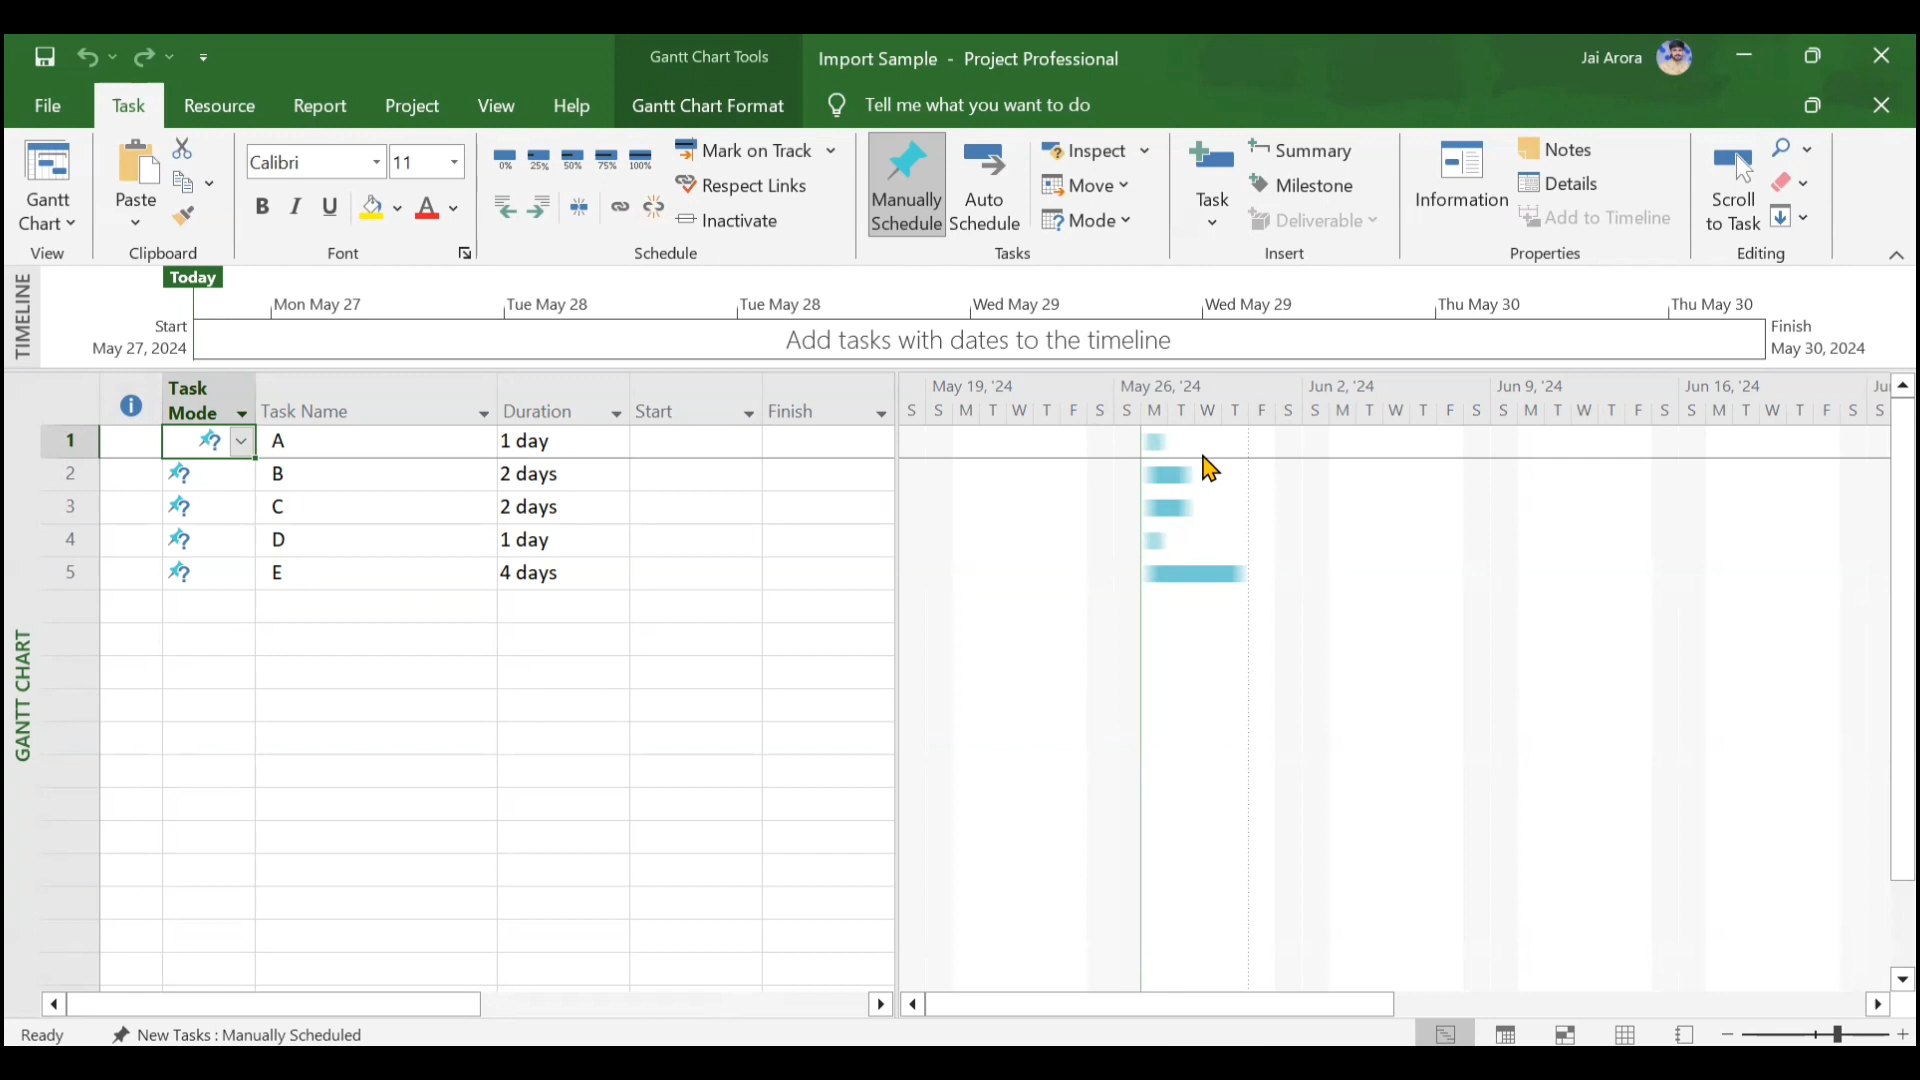 Gantt Chart Tools
Import Sample - Project Professional
Jai Arora
File Task Resource Report Project View Help Gantt Chart Format Tell me what you want to do
Gantt Chart
View
Paste
Clipboard
Calibri 11
B I U A
Font
0% 25% 50% 75% 100%
Mark on Track
Respect Links
Inactivate
Schedule
Manually Schedule
Auto Schedule
Inspect
Move
Mode
Tasks
Task
Summary
Milestone
Deliverable
Insert
Information
Notes
Details
Add to Timeline
Properties
Scroll to Task
Editing
TIMELINE
Today
Mon May 27 Tue May 28 Tue May 28 Wed May 29 Wed May 29 Thu May 30 Thu May 30
Start
May 27, 2024
Add tasks with dates to the timeline
Finish
May 30, 2024
GANTT CHART
Task Mode Task Name Duration Start Finish
May 19, '24 May 26, '24 Jun 2, '24 Jun 9, '24 Jun 16, '24 Ju
S S M T W T F S S M T W T F S S M T W T F S S M T W T F S S M T W T F S S
1 A 1 day
2 B 2 days
3 C 2 days
4 D 1 day
5 E 4 days
Ready New Tasks : Manually Scheduled